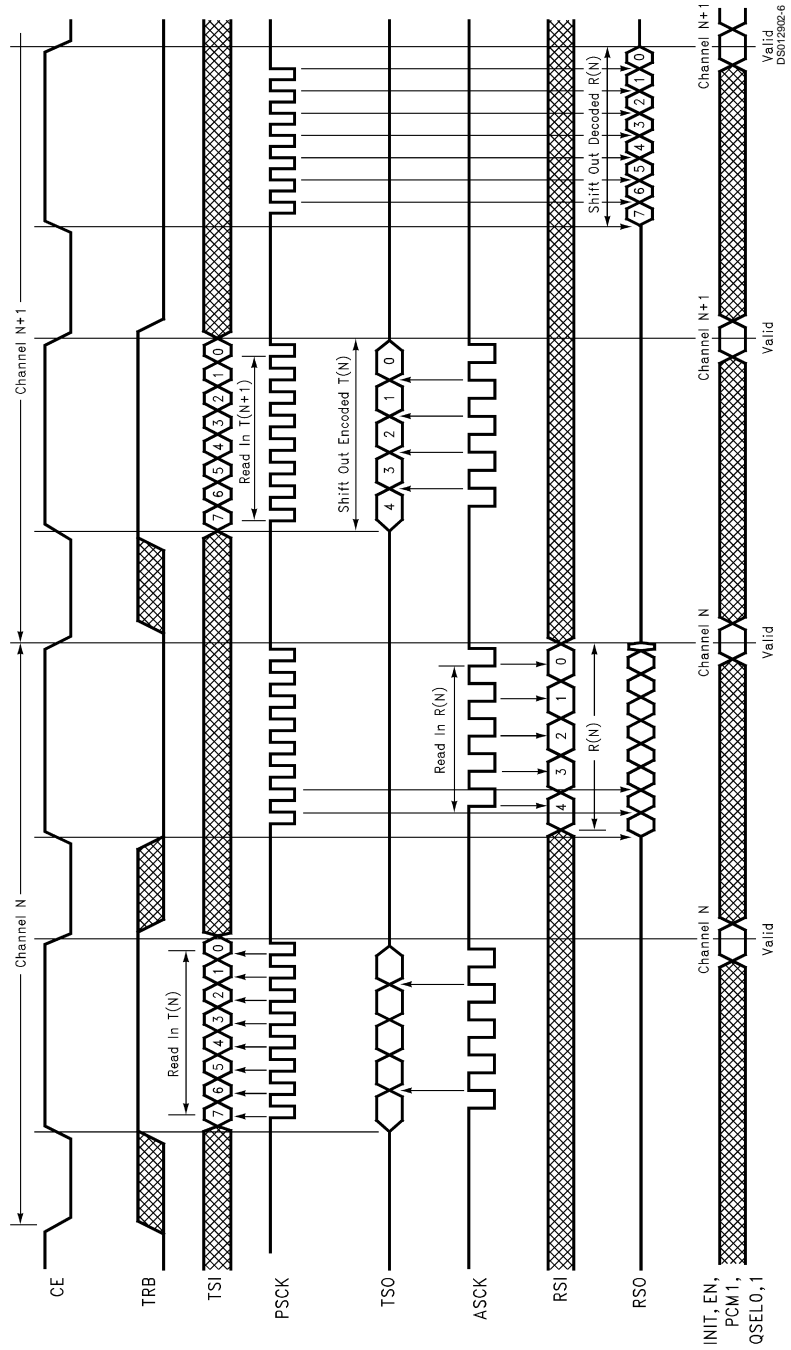 Channel N
Channel N+1
CE
TRB
TSI
7 6 5 4 3 2 1 0
7 6 5 4 3 2 1 0
Read In T(N)
Read In T(N+1)
PSCK
Shift Out Encoded T(N)
TSO
4 3 2 1 0
ASCK
Read In R(N)
RSI
4 3 2 1 0
R(N)
Shift Out Decoded R(N)
RSO
7 6 5 4 3 2 1 0
Channel N
Channel N
Channel N+1
Channel N+1
INIT, EN,
PCM1,
QSEL0,1
Valid
Valid
Valid
Valid
DS012902-6